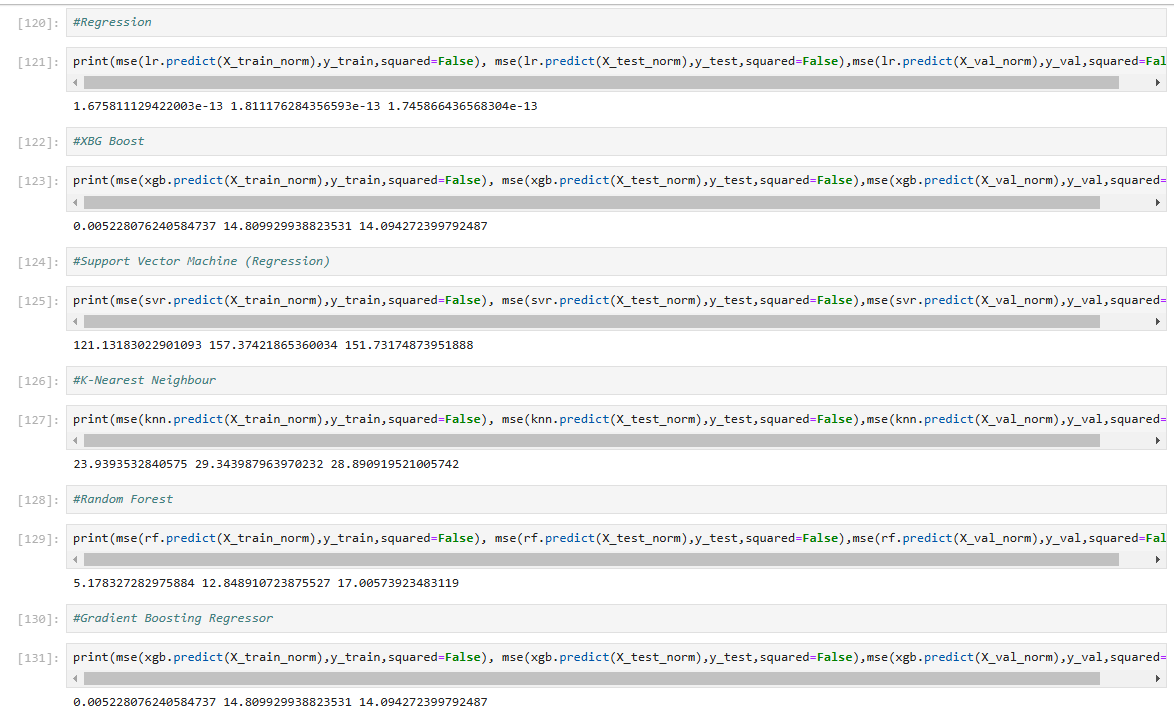 [120]: #Regression
[121]: print(mse(lr.predict(X_train_norm),y_train,squared=False), mse(lr.predict(X_test_norm),y_test,squared=False),mse(lr.predict(X_val_norm),y_val,squared=Fal
1.675811129422003e-13 1.811176284356593e-13 1.745866436568304e-13
[122]: #XBG Boost
[123]: print(mse(xgb.predict(X_train_norm),y_train,squared=False), mse(xgb.predict(X_test_norm),y_test,squared=False),mse(xgb.predict(X_val_norm),y_val,squared=
0.005228076240584737 14.809929938823531 14.094272399792487
[124]: #Support Vector Machine (Regression)
[125]: print(mse(svr.predict(X_train_norm),y_train,squared=False), mse(svr.predict(X_test_norm),y_test,squared=False),mse(svr.predict(X_val_norm),y_val,squared=
121.13183022901093 157.37421865360034 151.73174873951888
[126]: #K-Nearest Neighbour
[127]: print(mse(knn.predict(X_train_norm),y_train,squared=False), mse(knn.predict(X_test_norm),y_test,squared=False),mse(knn.predict(X_val_norm),y_val,squared=
23.9393532840575 29.343987963970232 28.890919521005742
[128]: #Random Forest
[129]: print(mse(rf.predict(X_train_norm),y_train,squared=False), mse(rf.predict(X_test_norm),y_test,squared=False),mse(rf.predict(X_val_norm),y_val,squared=Fal
5.178327282975884 12.848910723875527 17.00573923483119
[130]: #Gradient Boosting Regressor
[131]: print(mse(xgb.predict(X_train_norm),y_train,squared=False), mse(xgb.predict(X_test_norm),y_test,squared=False),mse(xgb.predict(X_val_norm),y_val,squared=
0.005228076240584737 14.809929938823531 14.094272399792487